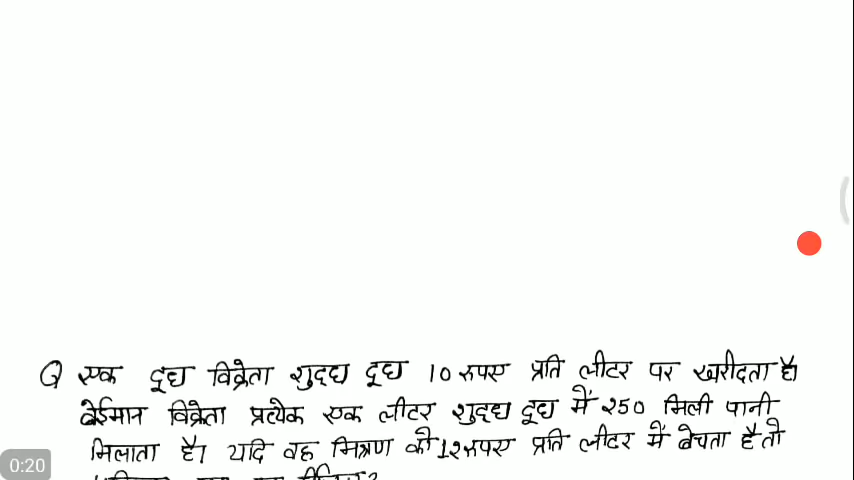 Q एक दूध विक्रेता शुद्ध दूध 10 रुपए प्रति लीटर पर खरीदता है।
बेईमान विक्रेता प्रत्येक एक लीटर शुद्ध दूध में 250 मिली पानी
मिलाता है। यदि वह मिश्रण को 12 रुपए प्रति लीटर में बेचता है तो
0:20